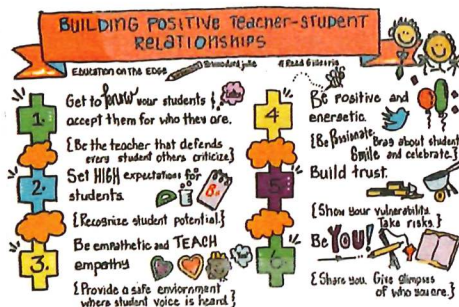 BUILDING POSITIVE TEACHER-STUDENT
RELATIONSHIPS
EDUCATION ON THE EDGE
1.
Get to know your students &
accept them for who they are.
{Be the teacher that defends
every student others criticize.}
2.
Set HIGH expectations for
students.
{Recognize student potential.}
3.
Be empathetic and TEACH
empathy
{Provide a safe enviornment
where student voice is heard.}
4
Be positive and
energetic.
{Be Passionate. Brag about students
Smile and celebrate.}
5.
Build trust.
{Show your vulnerability.
Take risks.}
6
Be YOU!
{Share you. Give glimpses
of who you are.}